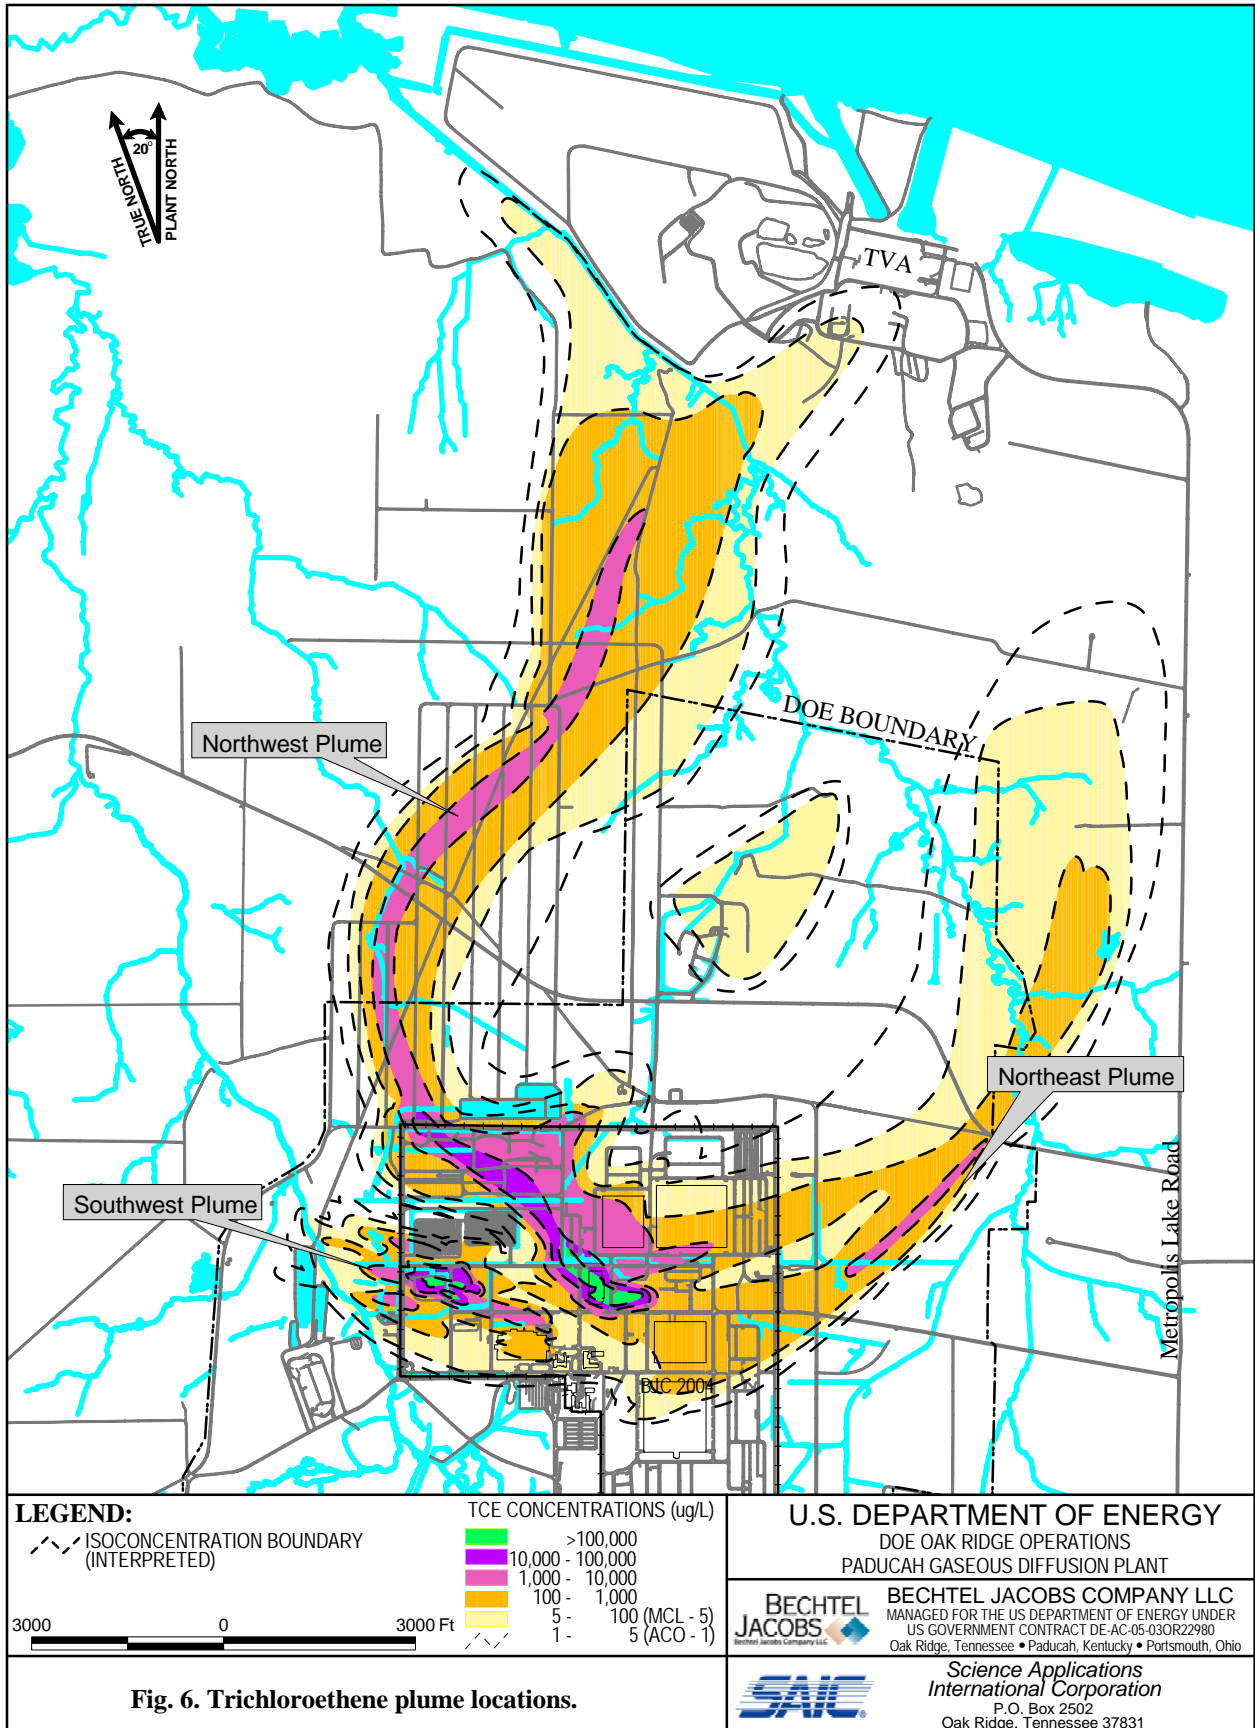 20°
TRUE NORTH
PLANT NORTH
TVA
DOE BOUNDARY
Northwest Plume
Northeast Plume
Southwest Plume
Metropolis Lake Road
BJC 2004
LEGEND:
ISOCONCENTRATION BOUNDARY
(INTERPRETED)
3000 0 3000 Ft
TCE CONCENTRATIONS (ug/L)
>100,000
10,000 - 100,000
1,000 - 10,000
100 - 1,000
5 - 100 (MCL - 5)
1 - 5 (ACO - 1)
U.S. DEPARTMENT OF ENERGY
DOE OAK RIDGE OPERATIONS
PADUCAH GASEOUS DIFFUSION PLANT
BECHTEL
JACOBS
Bechtel Jacobs Company LLC
BECHTEL JACOBS COMPANY LLC
MANAGED FOR THE US DEPARTMENT OF ENERGY UNDER
US GOVERNMENT CONTRACT DE-AC-05-03OR22980
Oak Ridge, Tennessee • Paducah, Kentucky • Portsmouth, Ohio
Fig. 6. Trichloroethene plume locations.
SAIC
Science Applications
International Corporation
P.O. Box 2502
Oak Ridge, Tennessee 37831